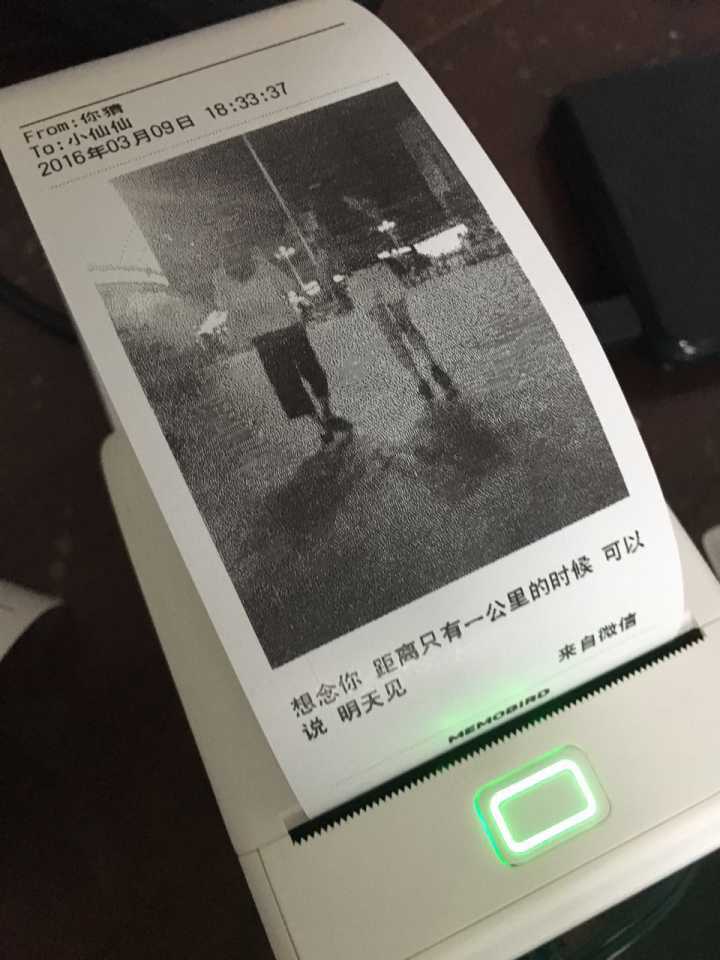 From:你猜
To:小仙仙
2016年03月09日 18:33:37
想念你 距离只有一公里的时候 可以
说 明天见
来自微信
MEMOBIRD